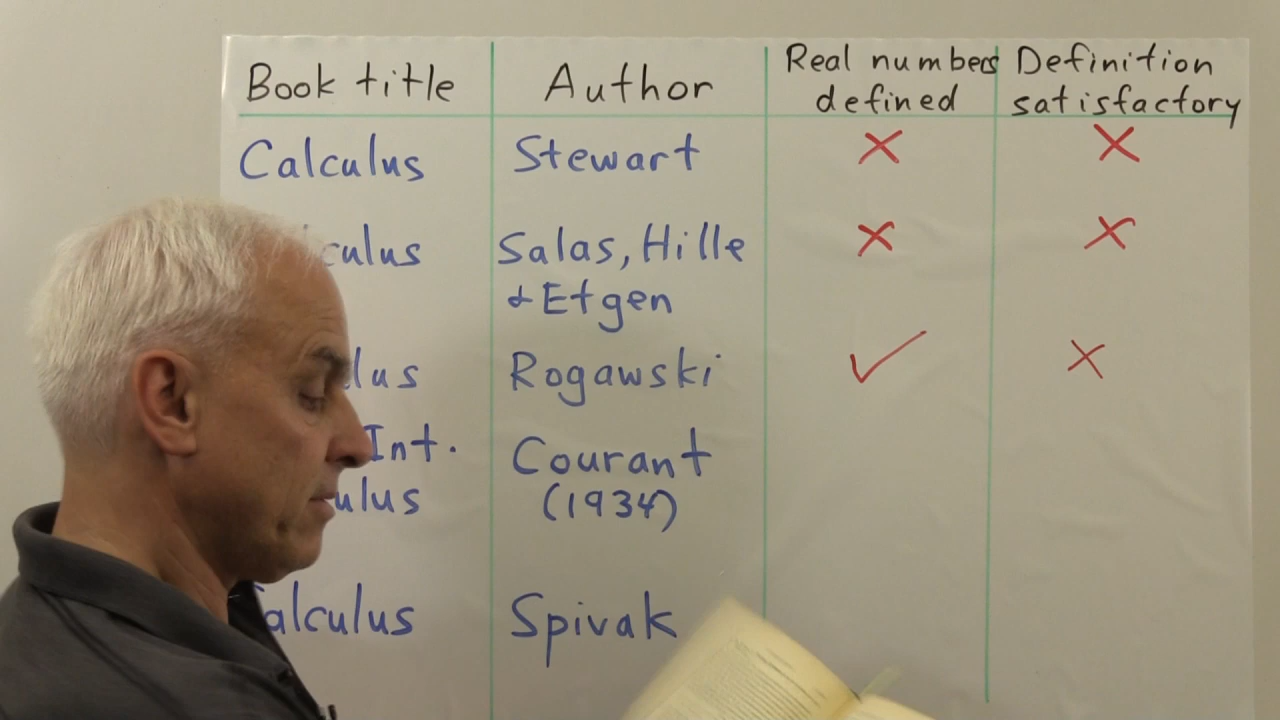 Book title Author Real numbers defined Definition satisfactory
Calculus Stewart × ×
culus Salas, Hille & Etgen × ×
lus Rogawski ✓ ×
Int. ulus Courant (1934)
alculus Spivak